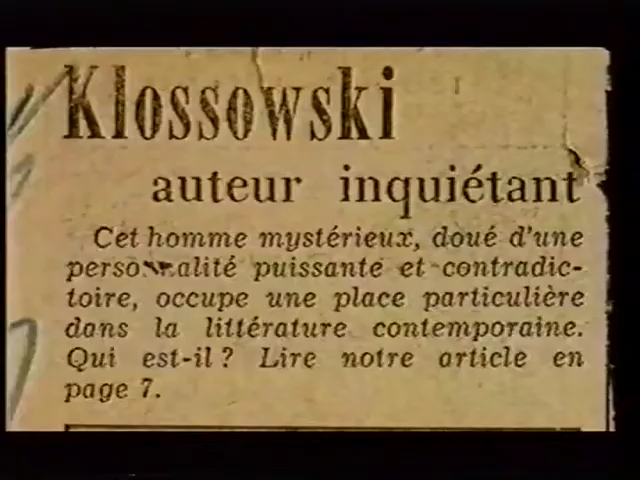 Klossowski
auteur inquiétant
Cet homme mystérieux, doué d'une
personnalité puissante et contradic-
toire, occupe une place particulière
dans la littérature contemporaine.
Qui est-il ? Lire notre article en
page 7.